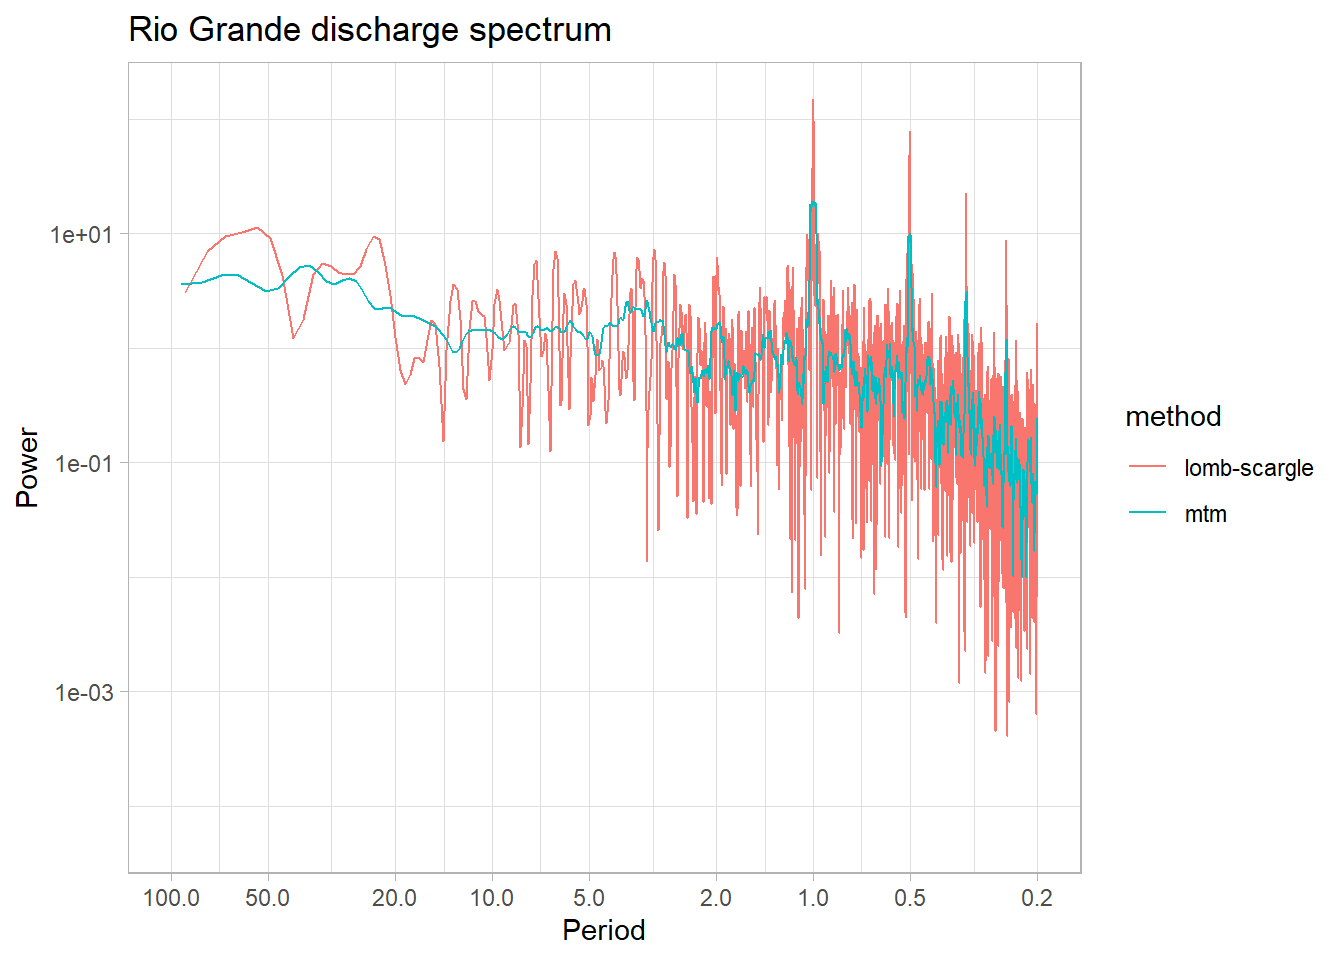 Rio Grande discharge spectrum
Power
1e+01
1e-01
1e-03
100.0 50.0 20.0 10.0 5.0 2.0 1.0 0.5 0.2
Period
method
lomb-scargle
mtm